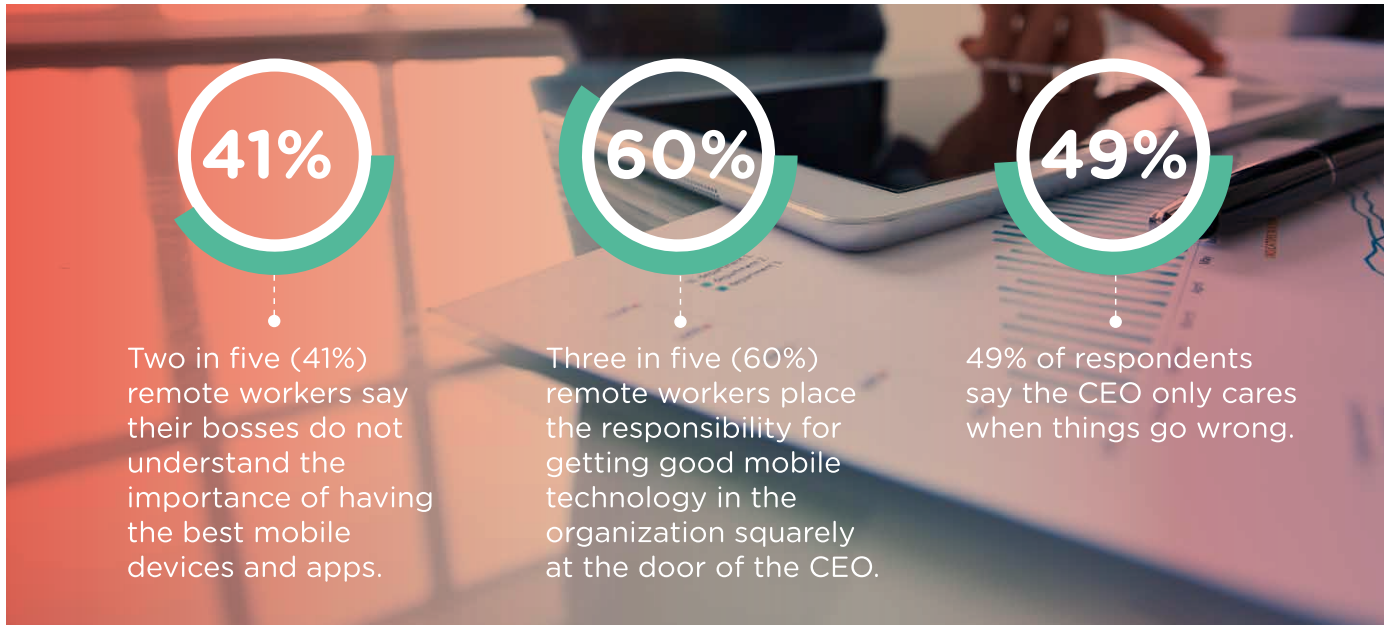 41%
60%
49%
Two in five (41%)
remote workers say
their bosses do not
understand the
importance of having
the best mobile
devices and apps.
Three in five (60%)
remote workers place
the responsibility for
getting good mobile
technology in the
organization squarely
at the door of the CEO.
49% of respondents
say the CEO only cares
when things go wrong.